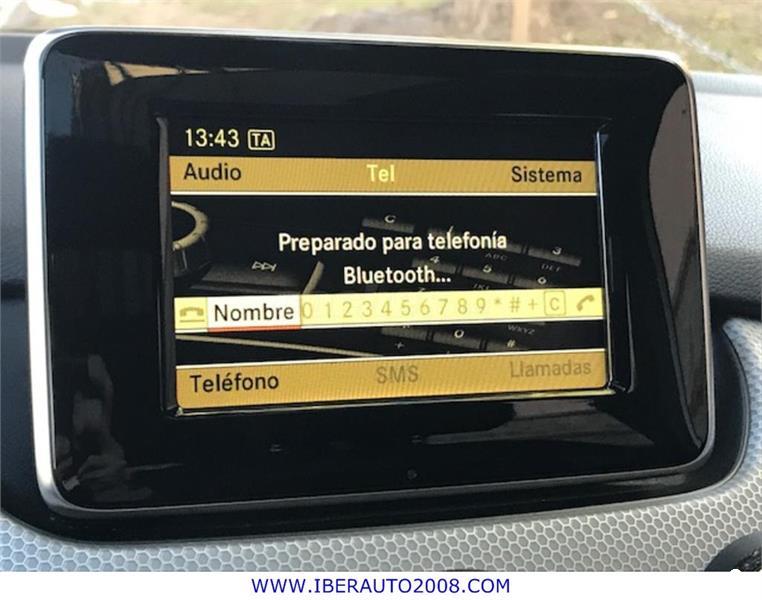 13:43 TA
Audio Tel Sistema
Preparado para telefonía
Bluetooth...
Nombre 0 1 2 3 4 5 6 7 8 9 * # + C
Teléfono SMS Llamadas
WWW.IBERAUTO2008.COM